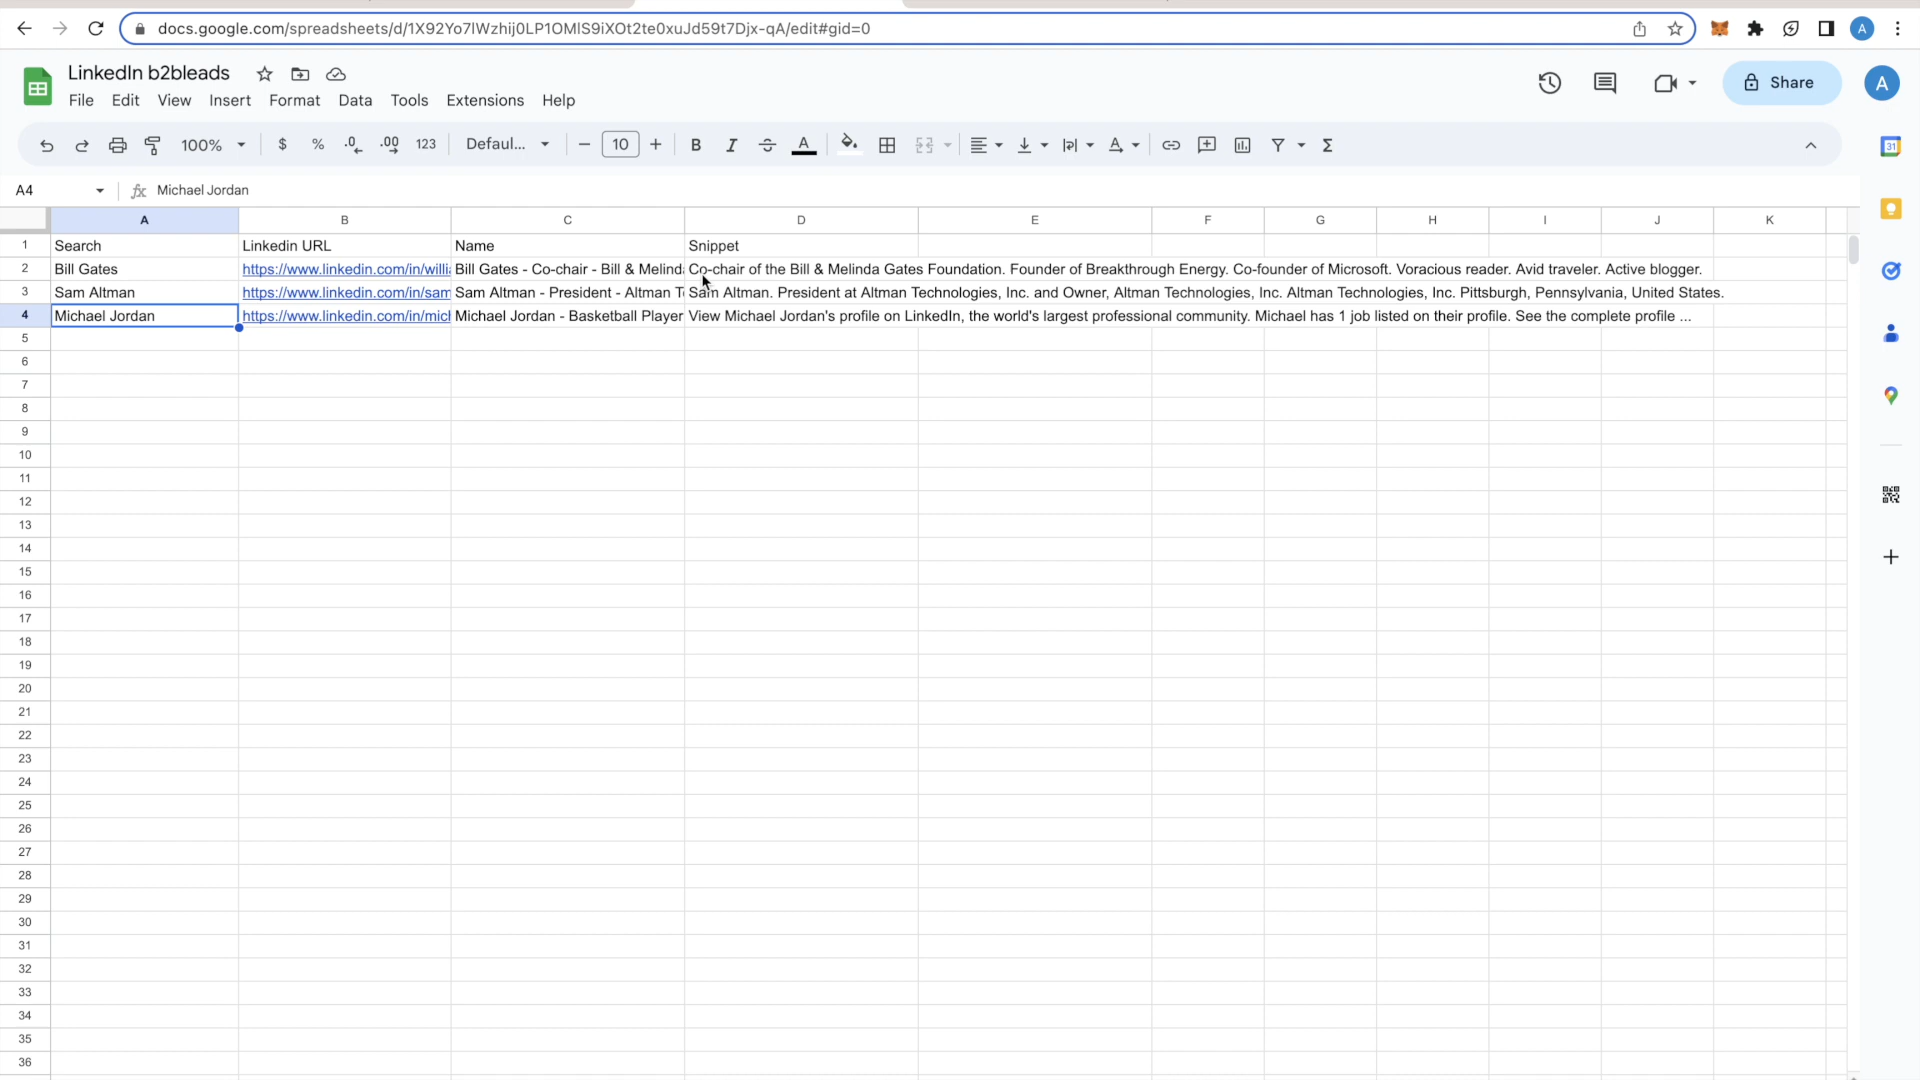 docs.google.com/spreadsheets/d/1X92Yo7lWzhij0LP1OMlS9iXOt2te0xuJd59t7Djx-qA/edit#gid=0
A
LinkedIn b2bleads
File Edit View Insert Format Data Tools Extensions Help
Share
A
100% $ % .0 .00 123 Defaul... 10 B I A Σ
31
A4 fx Michael Jordan
A B C D E F G H I J K
1 Search Linkedin URL Name Snippet
2 Bill Gates https://www.linkedin.com/in/willi Bill Gates - Co-chair - Bill & Melinda Co-chair of the Bill & Melinda Gates Foundation. Founder of Breakthrough Energy. Co-founder of Microsoft. Voracious reader. Avid traveler. Active blogger.
3 Sam Altman https://www.linkedin.com/in/sam Sam Altman - President - Altman T Sam Altman. President at Altman Technologies, Inc. and Owner, Altman Technologies, Inc. Altman Technologies, Inc. Pittsburgh, Pennsylvania, United States.
4 Michael Jordan https://www.linkedin.com/in/mich Michael Jordan - Basketball Player View Michael Jordan's profile on LinkedIn, the world's largest professional community. Michael has 1 job listed on their profile. See the complete profile ...
5
6
7
8
9
10
11
12
13
14
15
16
17
18
19
20
21
22
23
24
25
26
27
28
29
30
31
32
33
34
35
36